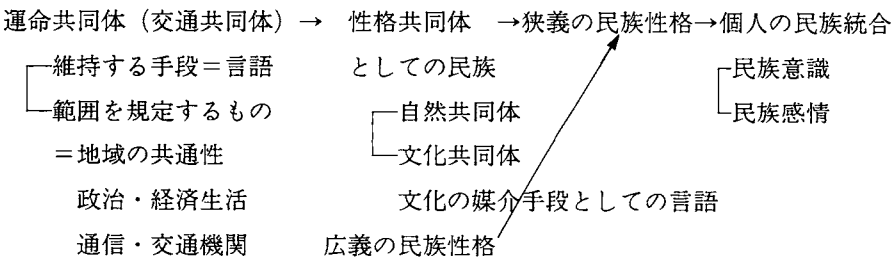 運命共同体（交通共同体）→ 性格共同体 →狭義の民族性格→個人の民族統合
維持する手段＝言語 としての民族 民族意識
範囲を規定するもの 自然共同体 民族感情
＝地域の共通性 文化共同体
政治・経済生活 文化の媒介手段としての言語
通信・交通機関 広義の民族性格